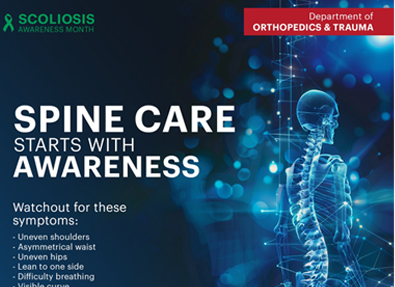 SCOLIOSIS
AWARENESS MONTH
Department of
ORTHOPEDICS & TRAUMA
SPINE CARE
STARTS WITH
AWARENESS
Watchout for these
symptoms:
- Uneven shoulders
- Asymmetrical waist
- Uneven hips
- Lean to one side
- Difficulty breathing
- Visible curve